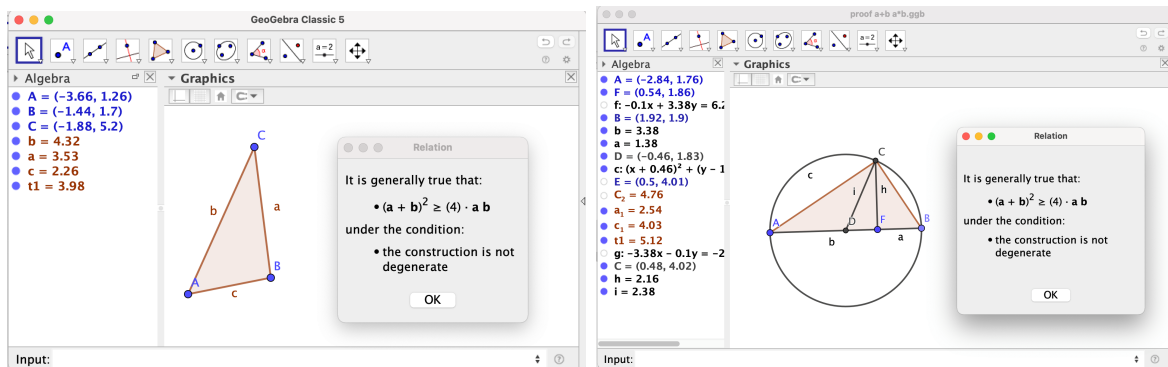 GeoGebra Classic 5
A
a=2
Algebra
Graphics
A = (−3.66, 1.26)
B = (−1.44, 1.7)
C = (−1.88, 5.2)
b = 4.32
a = 3.53
c = 2.26
t1 = 3.98
C
b
a
A
B
c
Relation
It is generally true that:
• (a + b)² ≥ (4) · a b
under the condition:
• the construction is not
degenerate
OK
Input:
proof a+b a*b.ggb
A
a=2
Algebra
Graphics
A = (−2.84, 1.76)
F = (0.54, 1.86)
f: −0.1x + 3.38y = 6.2
B = (1.92, 1.9)
b = 3.38
a = 1.38
D = (−0.46, 1.83)
c: (x + 0.46)² + (y − 1
E = (0.5, 4.01)
C₂ = 4.76
a₁ = 2.54
c₁ = 4.03
t1 = 5.12
g: −3.38x − 0.1y = −2
C = (0.48, 4.02)
h = 2.16
i = 2.38
c
C
i
h
A
D
F
B
b
a
Relation
It is generally true that:
• (a + b)² ≥ (4) · a b
under the condition:
• the construction is not
degenerate
OK
Input: